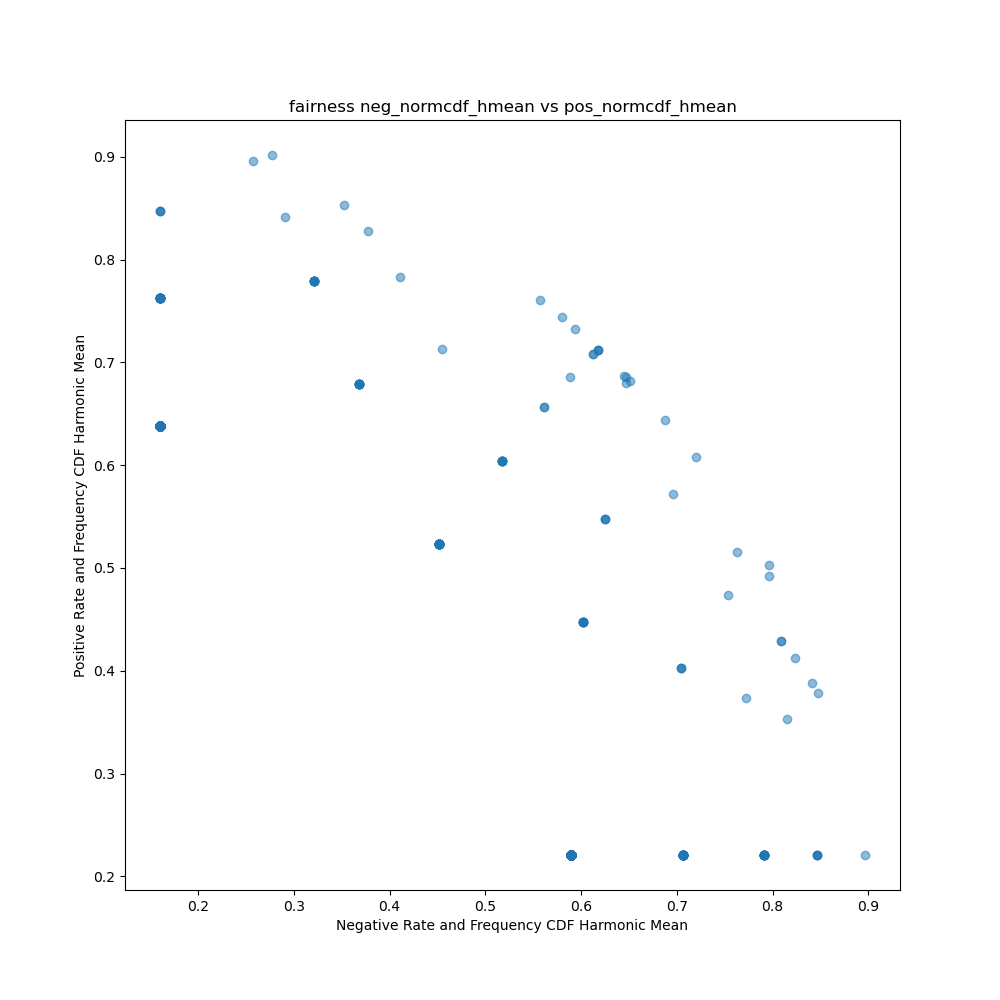 fairness neg_normcdf_hmean vs pos_normcdf_hmean
Positive Rate and Frequency CDF Harmonic Mean
0.9
0.8
0.7
0.6
0.5
0.4
0.3
0.2
0.2 0.3 0.4 0.5 0.6 0.7 0.8 0.9
Negative Rate and Frequency CDF Harmonic Mean